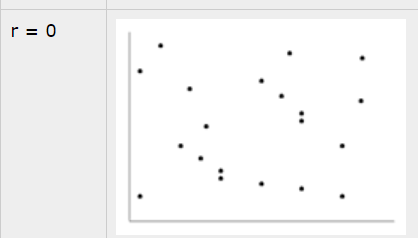 r = 0